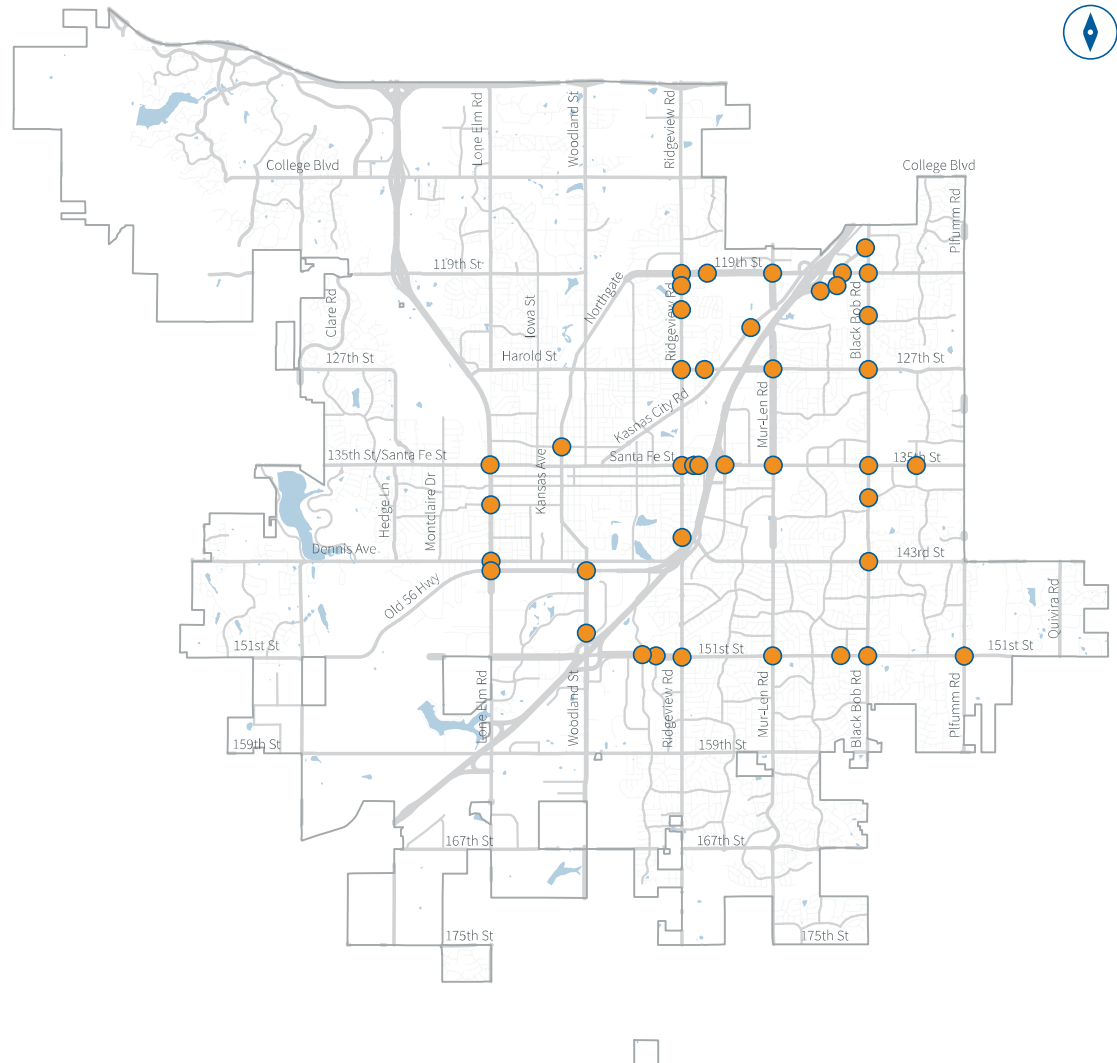 Lone Elm Rd
Woodland St
Ridgeview Rd
College Blvd
College Blvd
Plfumm Rd
119th St
119th St
Northgate
Clare Rd
Iowa St
Ridgeview Rd
Black Bob Rd
127th St
Harold St
127th St
Kasnas City Rd
Mur-Len Rd
135th St/Santa Fe St
Santa Fe St
135th St
Kansas Ave
Hedge Ln
Montclaire Dr
Dennis Ave
143rd St
Old 56 Hwy
Quivira Rd
151st St
151st St
151st St
Lone Elm Rd
Woodland St
Ridgeview Rd
Mur-Len Rd
Black Bob Rd
Plfumm Rd
159th St
159th St
167th St
167th St
175th St
175th St